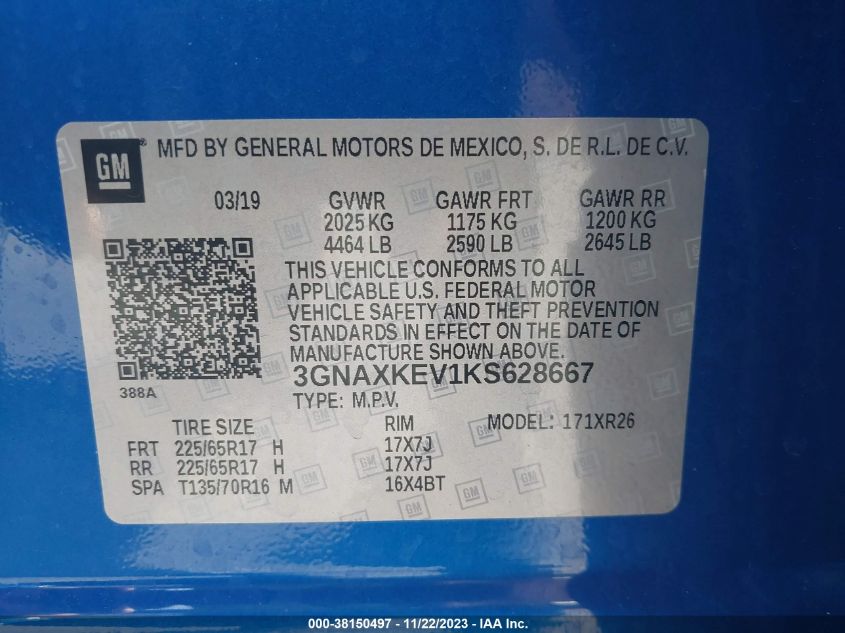 GM® MFD BY GENERAL MOTORS DE MEXICO, S. DE R.L. DE C.V.
03/19 GVWR GAWR FRT GAWR RR
2025 KG 1175 KG 1200 KG
4464 LB 2590 LB 2645 LB
THIS VEHICLE CONFORMS TO ALL
APPLICABLE U.S. FEDERAL MOTOR
VEHICLE SAFETY AND THEFT PREVENTION
STANDARDS IN EFFECT ON THE DATE OF
MANUFACTURE SHOWN ABOVE.
3GNAXKEV1KS628667
388A
TYPE: M.P.V.
TIRE SIZE RIM MODEL: 171XR26
FRT 225/65R17 H 17X7J
RR 225/65R17 H 17X7J
SPA T135/70R16 M 16X4BT
000-38150497 - 11/22/2023 - IAA Inc.